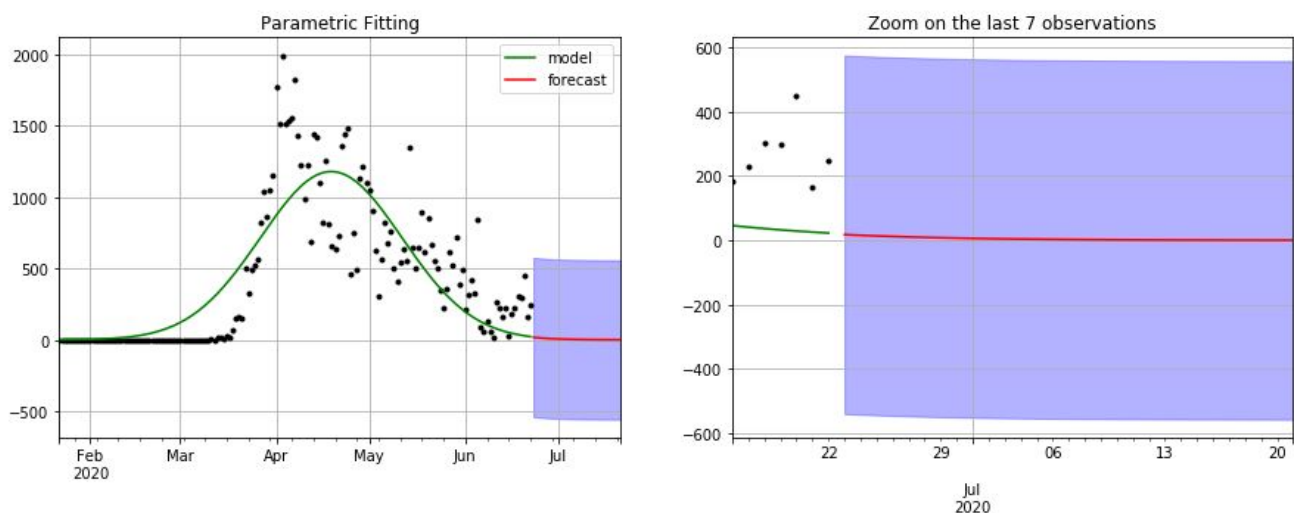 Parametric Fitting
model
forecast
2000
1500
1000
500
0
−500
Feb
2020
Mar
Apr
May
Jun
Jul
Zoom on the last 7 observations
600
400
200
0
−200
−400
−600
22
29
06
13
20
Jul
2020